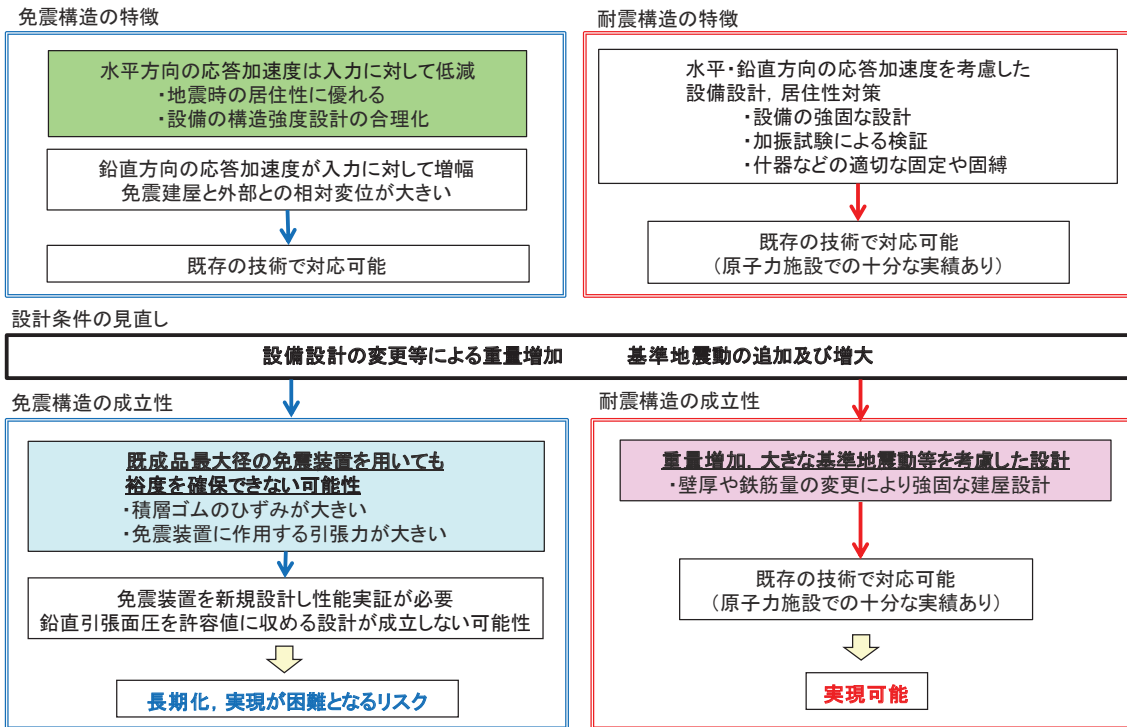 免震構造の特徴
水平方向の応答加速度は入力に対して低減
・地震時の居住性に優れる
・設備の構造強度設計の合理化
鉛直方向の応答加速度が入力に対して増幅
免震建屋と外部との相対変位が大きい
既存の技術で対応可能
耐震構造の特徴
水平・鉛直方向の応答加速度を考慮した
設備設計，居住性対策
・設備の強固な設計
・加振試験による検証
・什器などの適切な固定や固縛
既存の技術で対応可能
（原子力施設での十分な実績あり）
設計条件の見直し
設備設計の変更等による重量増加　基準地震動の追加及び増大
免震構造の成立性
既成品最大径の免震装置を用いても
裕度を確保できない可能性
・積層ゴムのひずみが大きい
・免震装置に作用する引張力が大きい
免震装置を新規設計し性能実証が必要
鉛直引張面圧を許容値に収める設計が成立しない可能性
長期化，実現が困難となるリスク
耐震構造の成立性
重量増加，大きな基準地震動等を考慮した設計
・壁厚や鉄筋量の変更により強固な建屋設計
既存の技術で対応可能
（原子力施設での十分な実績あり）
実現可能